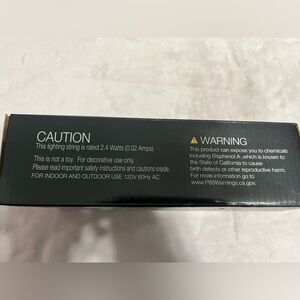 CAUTION
This lighting string is rated 2.4 Watts (0.02 Amps).
This is not a toy. For decorative use only.
Please read important safety instructions and cautions inside.
FOR INDOOR AND OUTDOOR USE 120V 60Hz AC
WARNING
This product can expose you to chemicals
including Bisphenol A ,which is known to
the State of California to cause
birth defects or other reproductive harm.
For more information go to
www.P65Warnings.ca.gov.